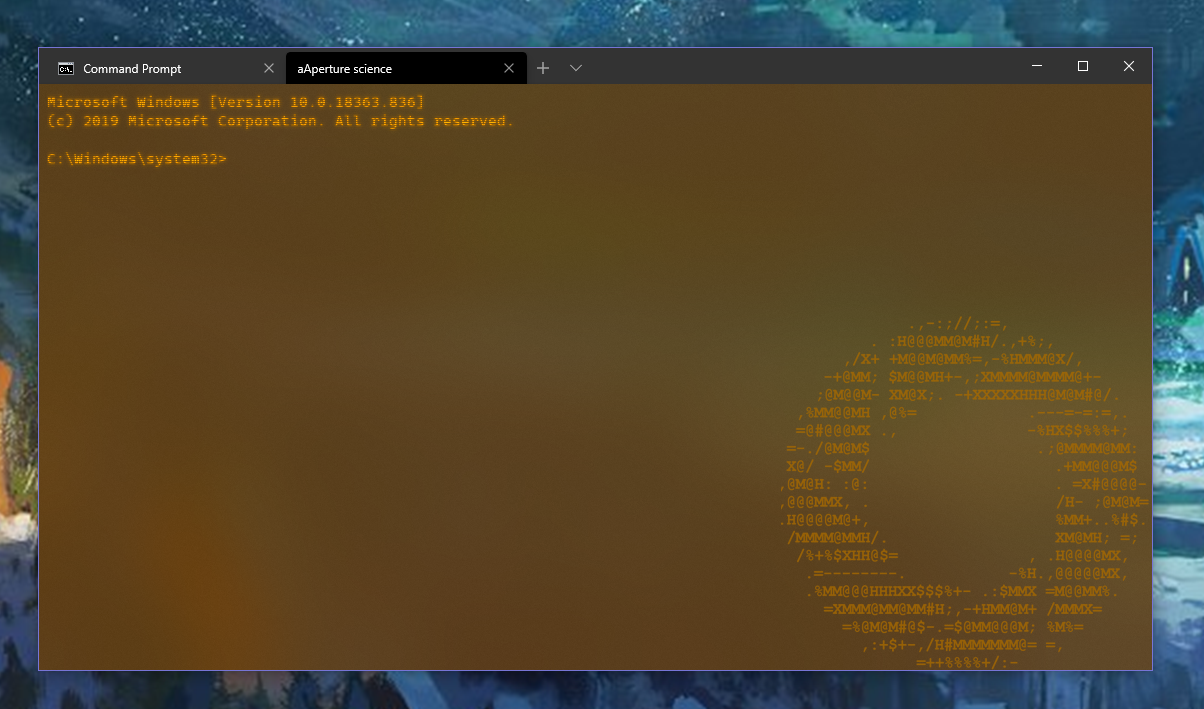 Command Prompt
aAperture science
Microsoft Windows [Version 10.0.18363.836]
(c) 2019 Microsoft Corporation. All rights reserved.
C:\Windows\system32>
.,-:;//;:=,
. :H@@@MM@M#H/.,+%;,
,/X+ +M@@M@MM%=,-%HMMM@X/,
-+@MM; $M@@MH+-,;XMMMM@MMMM@+-
;@M@@M- XM@X;. -+XXXXXHHH@M@M#@/.
,%MM@@MH ,@%= .---=-=:=,.
=@#@@@MX ., -%HX$$%%%+;
=-./@M@M$ .;@MMMM@MM:
X@/ -$MM/ .+MM@@@M$
,@M@H: :@: . =X#@@@@-
,@@@MMX, . /H- ;@M@M=
.H@@@@M@+, %MM+..%#$.
/MMMM@MMH/. XM@MH; =;
/%+%$XHH@$= , .H@@@@MX,
.=--------. -%H.,@@@@@MX,
.%MM@@@HHHXX$$$%+- .:$MMX =M@@MM%.
=XMMM@MM@MM#H;,-+HMM@M+ /MMMX=
=%@M@M#@$-.=$@MM@@@M; %M%=
,:+$+-,/H#MMMMMMM@= =,
=++%%%%+/:-